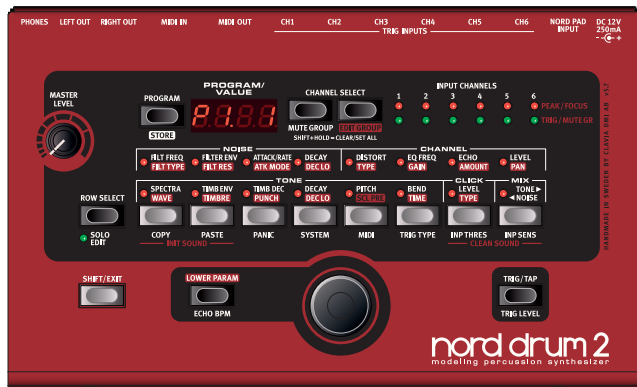 PHONES LEFT OUT RIGHT OUT MIDI IN MIDI OUT CH1 CH2 CH3 CH4 CH5 CH6 NORD PAD INPUT DC 12V 250mA
TRIG INPUTS
MASTER LEVEL
PROGRAM
STORE
PROGRAM/
VALUE
P1.1
CHANNEL SELECT
MUTE GROUP EDIT GROUP
SHIFT+HOLD = CLEAR/SET ALL
INPUT CHANNELS
1 2 3 4 5 6
PEAK/FOCUS
TRIG/MUTE GR
NOISE CHANNEL
FILT FREQ FILTER ENV ATTACK/RATE DECAY DISTORT EQ FREQ ECHO LEVEL
FILT TYPE FILT RES ATK MODE DEC LO TYPE GAIN AMOUNT PAN
TONE CLICK MIX
SPECTRA TIMB ENV TIMB DEC DECAY PITCH BEND LEVEL TONE
WAVE TIMBRE PUNCH DEC LO SCL PRE TIME TYPE NOISE
ROW SELECT
SOLO
EDIT
COPY PASTE PANIC SYSTEM MIDI TRIG TYPE INP THRES INP SENS
INIT SOUND CLEAN SOUND
SHIFT/EXIT
LOWER PARAM
ECHO BPM
TRIG/TAP
TRIG LEVEL
nord drum 2
modeling percussion synthesizer
HANDMADE IN SWEDEN BY CLAVIA DMI AB